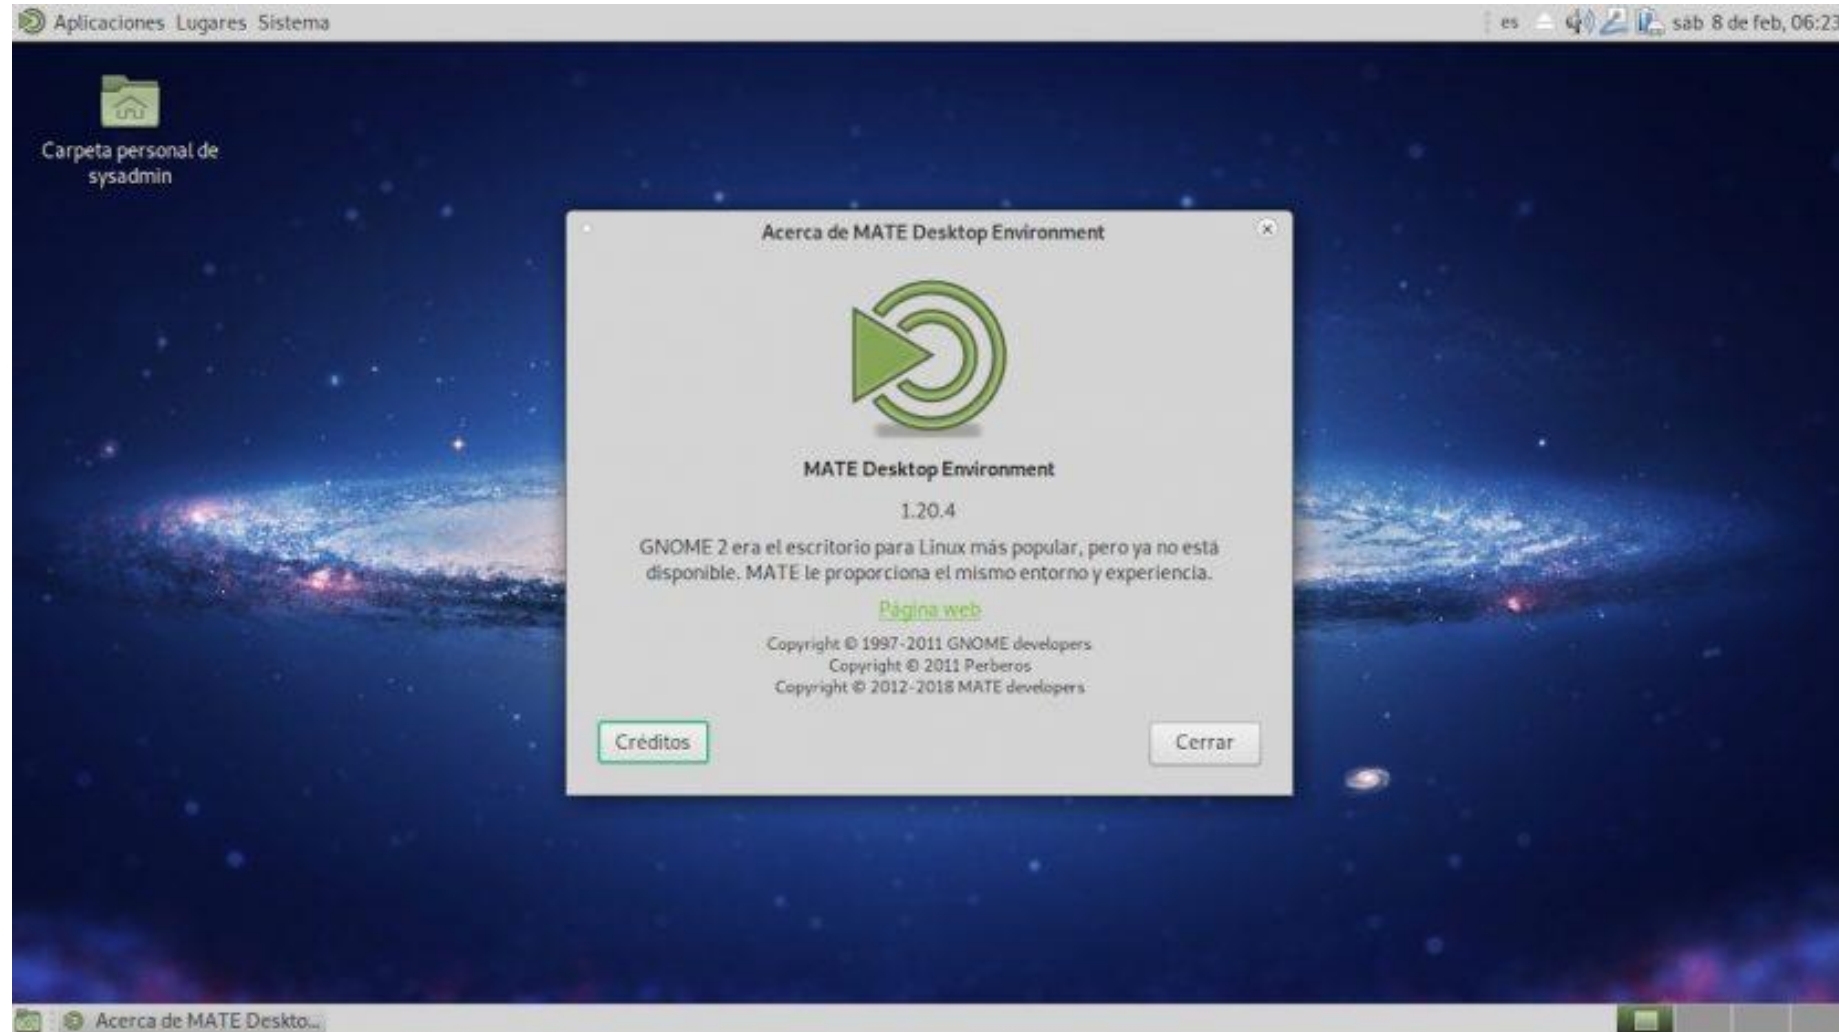 Aplicaciones Lugares Sistema
es
sáb 8 de feb, 06:23
Carpeta personal de
sysadmin
Acerca de MATE Desktop Environment
MATE Desktop Environment
1.20.4
GNOME 2 era el escritorio para Linux más popular, pero ya no está
disponible. MATE le proporciona el mismo entorno y experiencia.
Página web
Copyright © 1997-2011 GNOME developers
Copyright © 2011 Perberos
Copyright © 2012-2018 MATE developers
Créditos
Cerrar
Acerca de MATE Deskto...